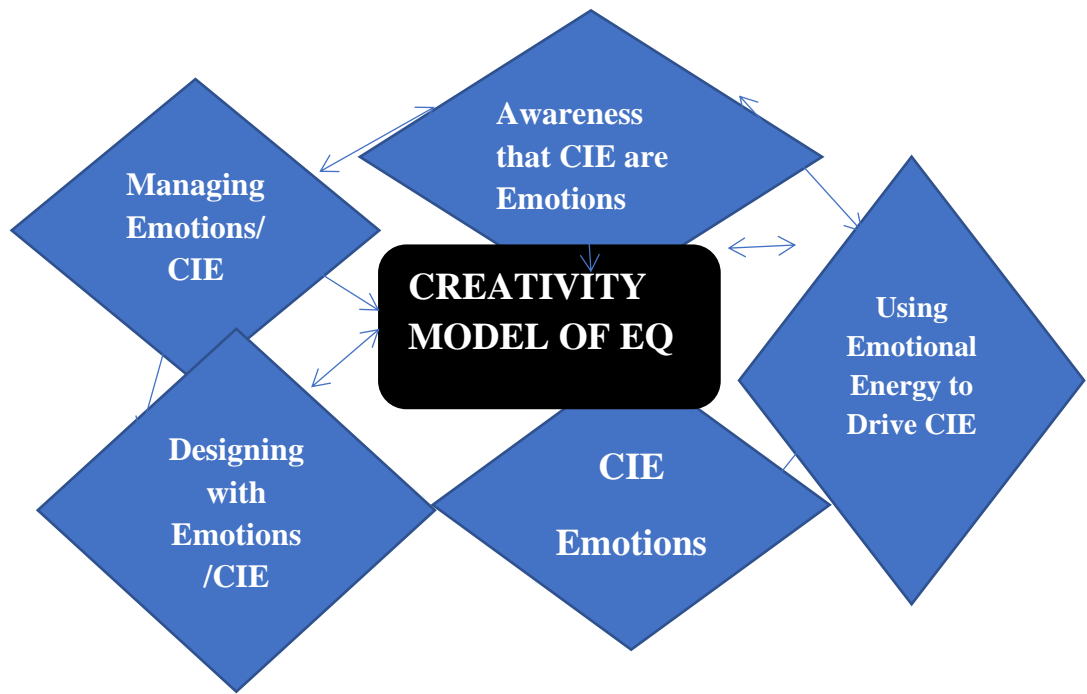 Awareness
that CIE are
Emotions
Managing
Emotions/
CIE
CREATIVITY
MODEL OF EQ
Using
Emotional
Energy to
Drive CIE
Designing
with
Emotions
/CIE
CIE
Emotions